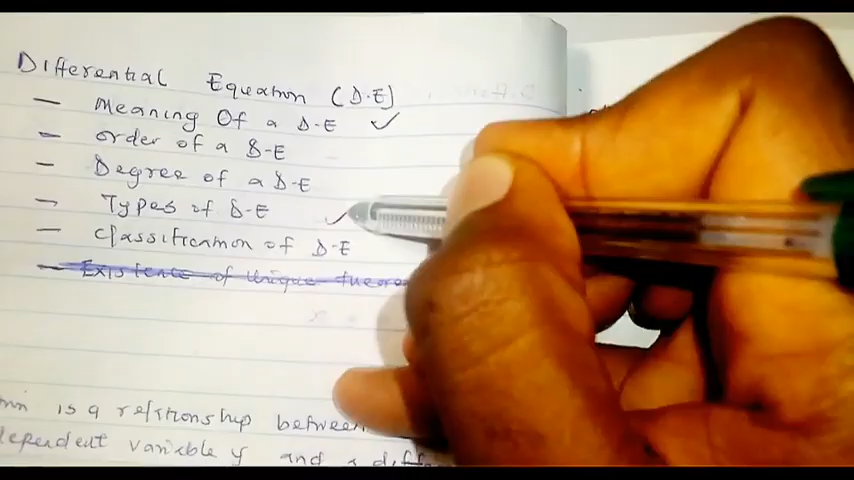 Differential Equation (D.E)
— Meaning Of a D-E ✓
— Order of a D-E
— Degree of a D-E
— Types of D-E
— Classification of D-E
— Existence of Unique theore
is a relationship between
dependent variable y and a diff